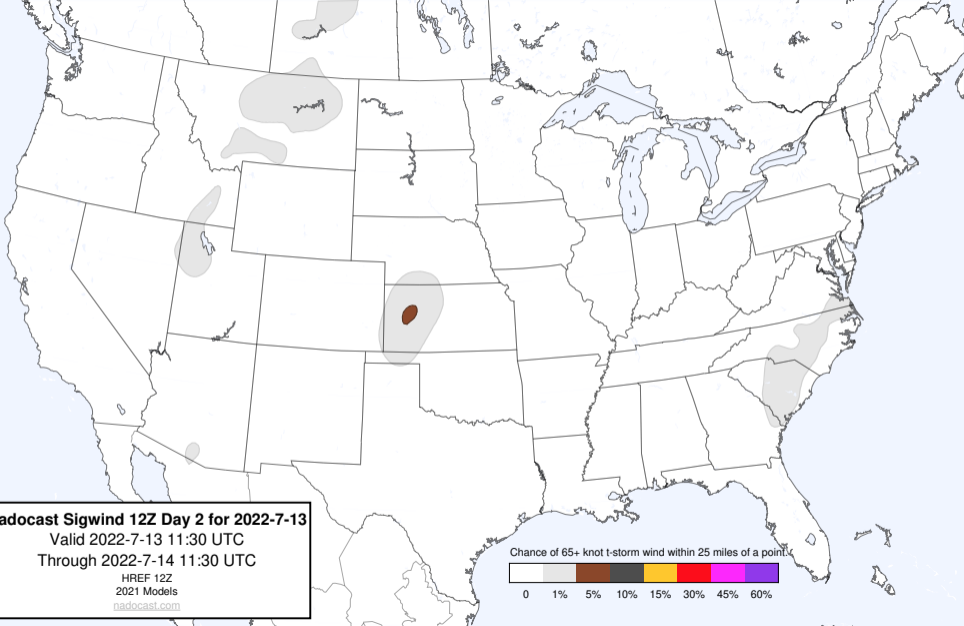 adocast Sigwind 12Z Day 2 for 2022-7-13
Valid 2022-7-13 11:30 UTC
Through 2022-7-14 11:30 UTC
HREF 12Z
2021 Models
nadocast.com
Chance of 65+ knot t-storm wind within 25 miles of a point.
0 1% 5% 10% 15% 30% 45% 60%